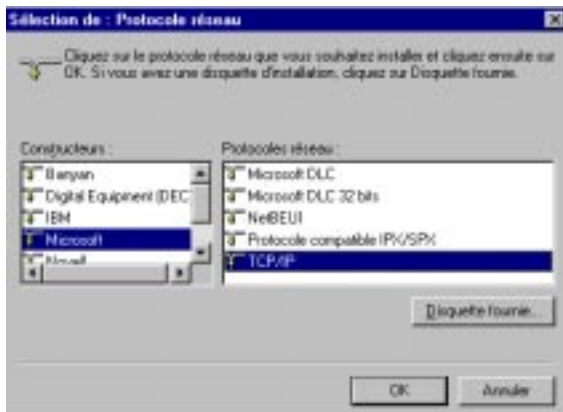 Sélection de : Protocole réseau
Cliquez sur le protocole réseau que vous souhaitez installer et cliquez ensuite sur
OK. Si vous avez une disquette d'installation, cliquez sur Disquette fournie.
Constructeurs :
Banyan
Digital Equipment (DEC
IBM
Microsoft
Novell
Protocoles réseau :
Microsoft DLC
Microsoft DLC 32 bits
NetBEUI
Protocole compatible IPX/SPX
TCP/IP
Disquette fournie...
OK
Annuler